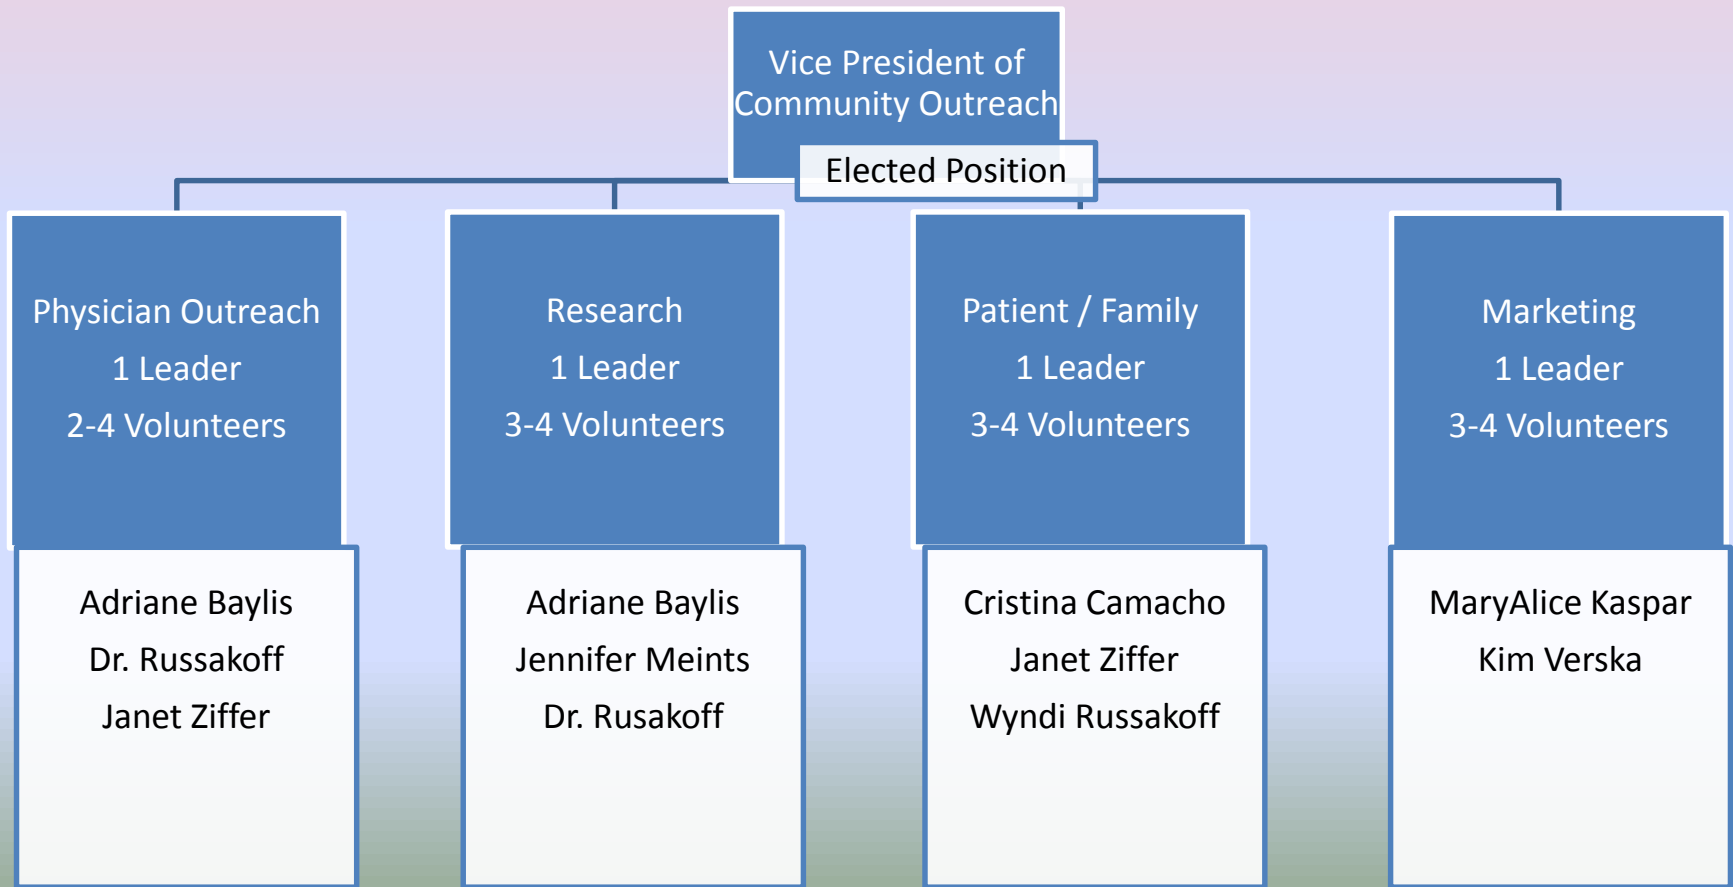 Vice President of
Community Outreach
Elected Position
Physician Outreach
1 Leader
2-4 Volunteers
Adriane Baylis
Dr. Russakoff
Janet Ziffer
Research
1 Leader
3-4 Volunteers
Adriane Baylis
Jennifer Meints
Dr. Rusakoff
Patient / Family
1 Leader
3-4 Volunteers
Cristina Camacho
Janet Ziffer
Wyndi Russakoff
Marketing
1 Leader
3-4 Volunteers
MaryAlice Kaspar
Kim Verska